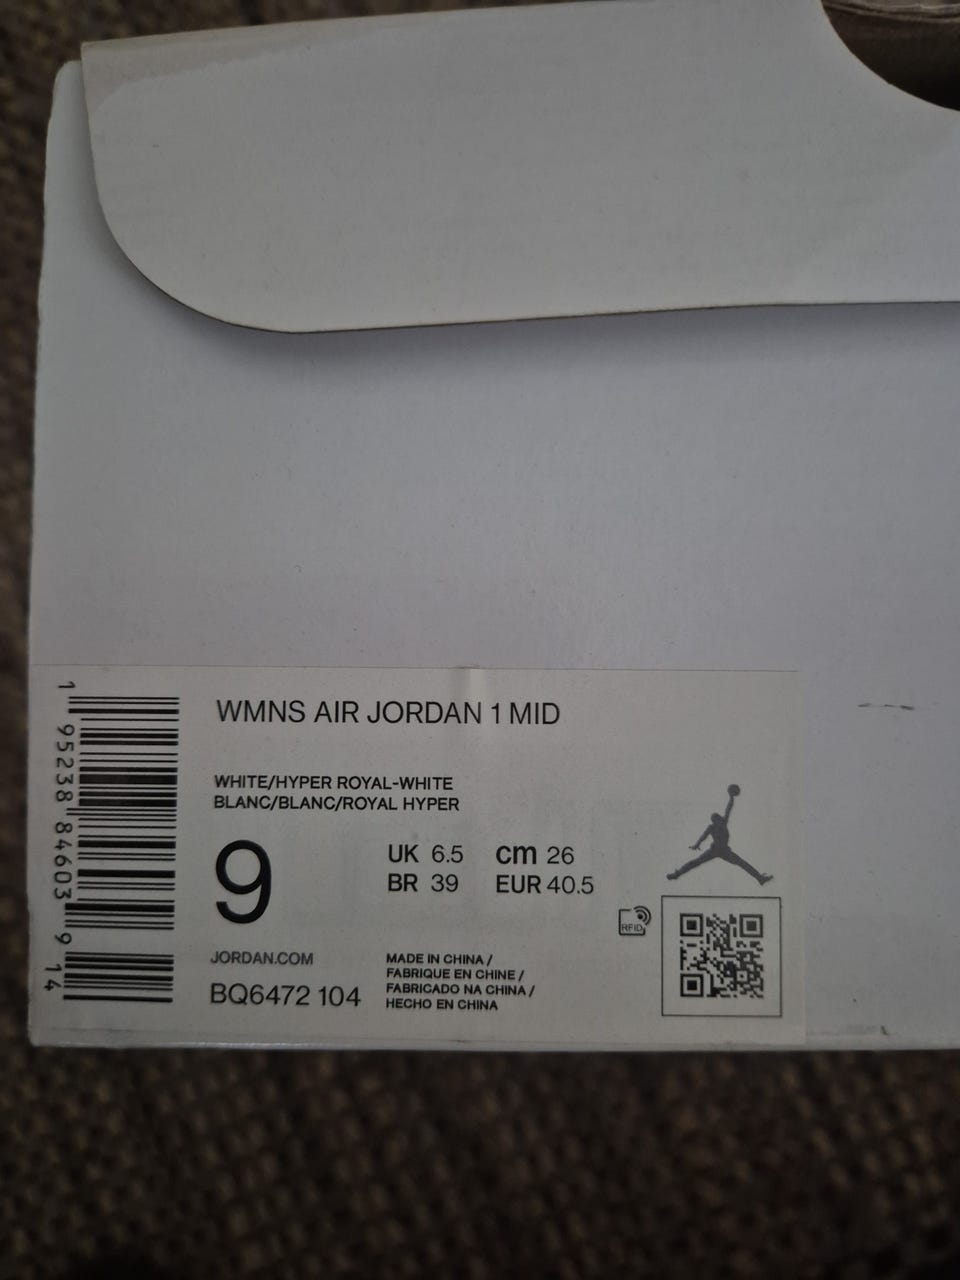 WMNS AIR JORDAN 1 MID
WHITE/HYPER ROYAL-WHITE
BLANC/BLANC/ROYAL HYPER
9
UK 6.5 cm 26
BR 39 EUR 40.5
RFID
JORDAN.COM
BQ6472 104
MADE IN CHINA /
FABRIQUE EN CHINE /
FABRICADO NA CHINA /
HECHO EN CHINA
1 95238 84603 9 14